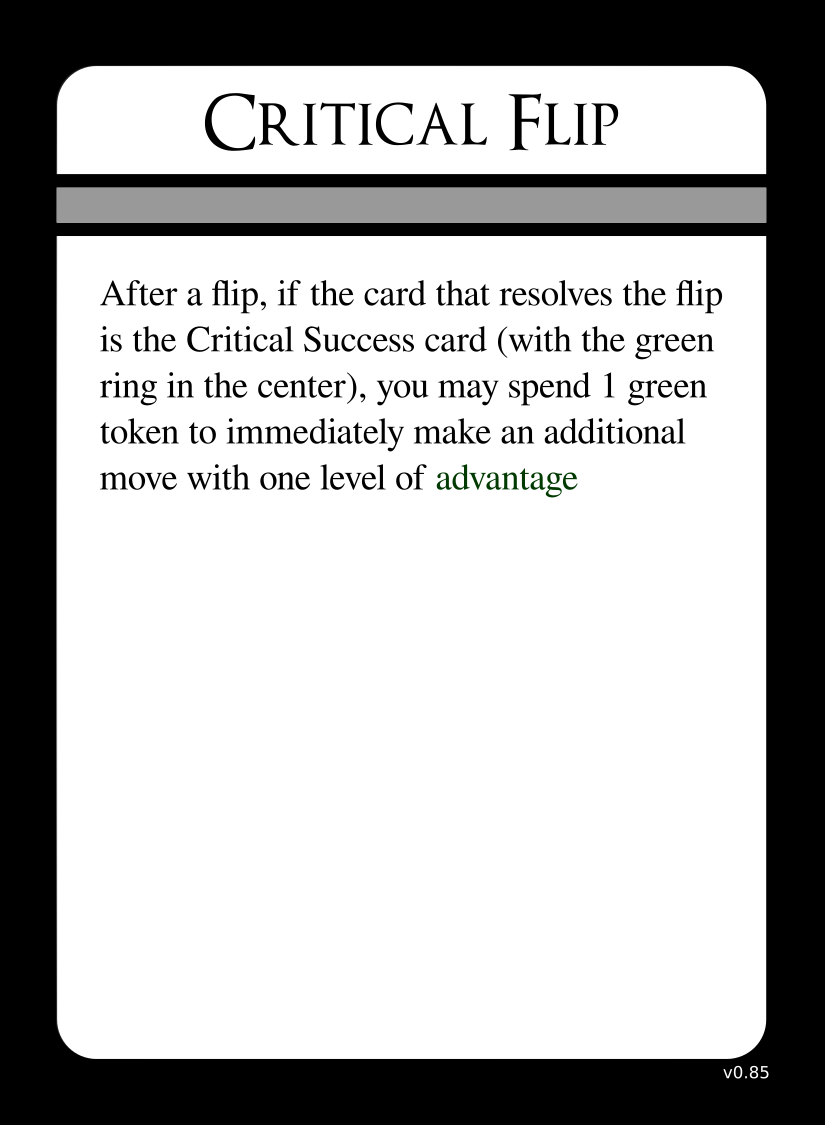 Critical Flip
After a flip, if the card that resolves the flip
is the Critical Success card (with the green
ring in the center), you may spend 1 green
token to immediately make an additional
move with one level of advantage
v0.85